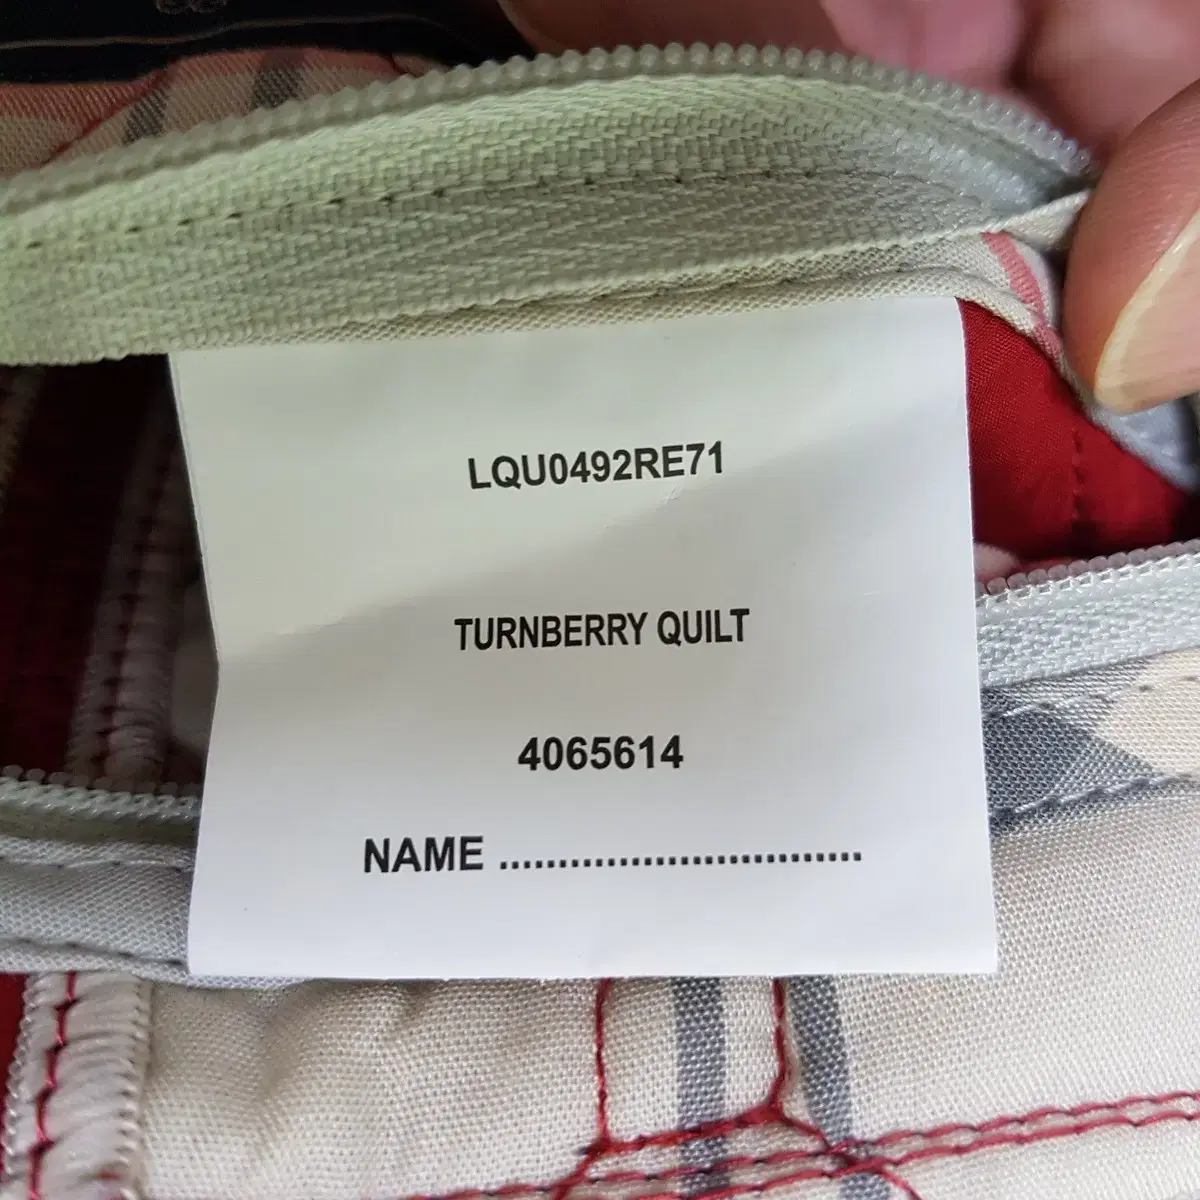 LQU0492RE71
TURNBERRY QUILT
4065614
NAME ...............................